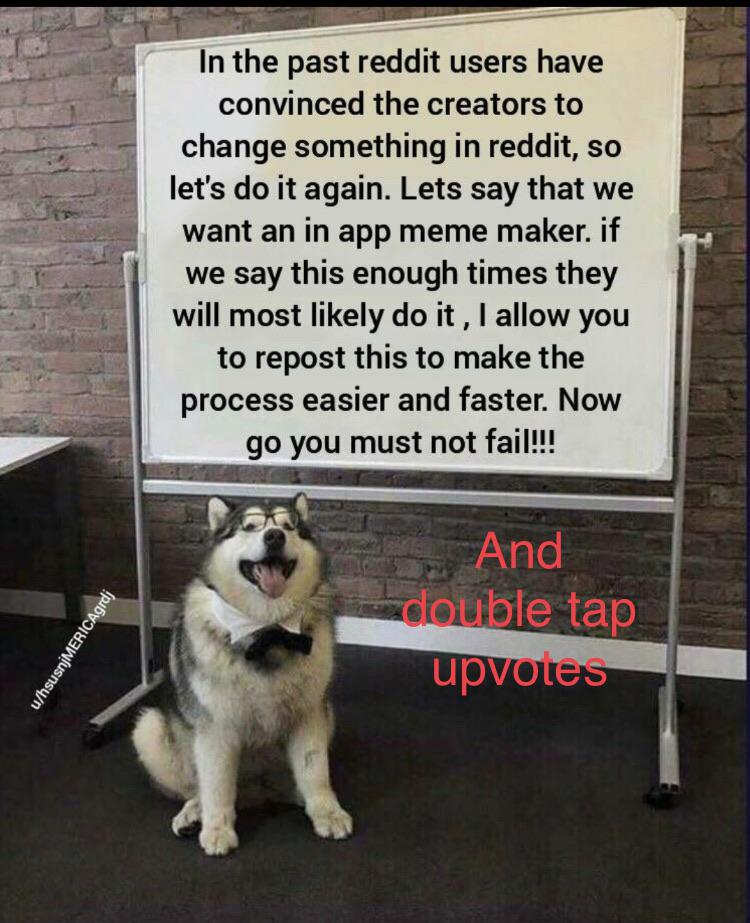 In the past reddit users have
convinced the creators to
change something in reddit, so
let's do it again. Lets say that we
want an in app meme maker. if
we say this enough times they
will most likely do it , I allow you
to repost this to make the
process easier and faster. Now
go you must not fail!!!
And
double tap
upvotes
u/hsusnjMERICAgrdj